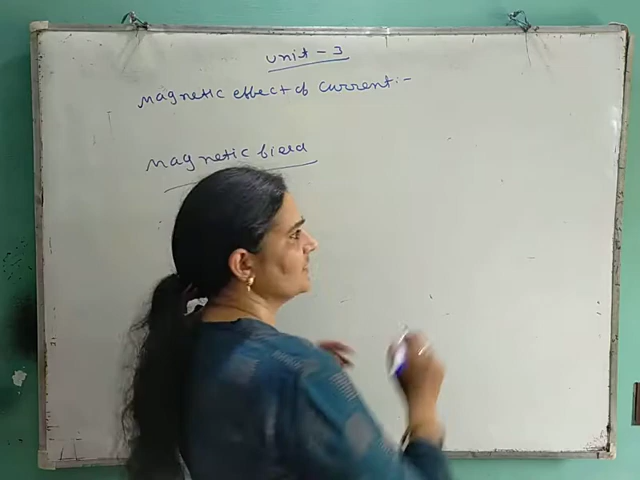 Unit - 3
Magnetic effect of current :-
Magnetic field